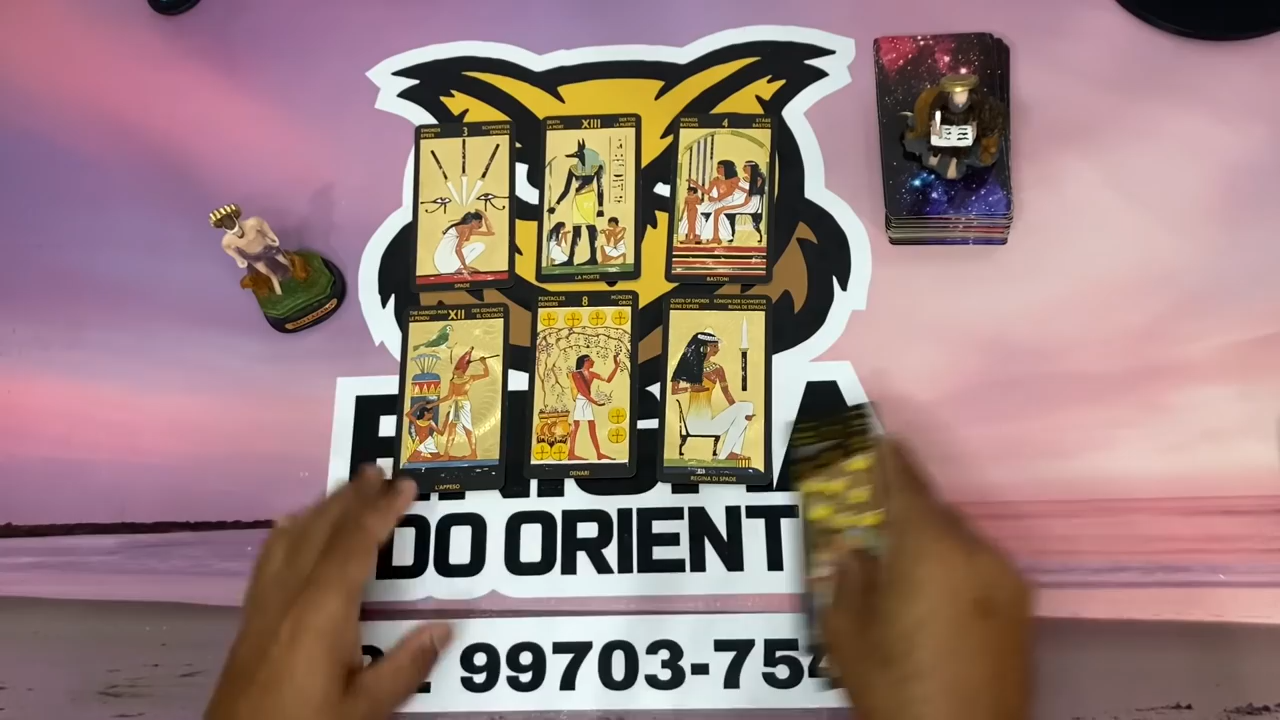 SWORDS 3 SCHWERTER
EPEES ESPADAS
SPADE
DEATH XIII DER TOD
LA MORT LA MUERTE
LA MORTE
WANDS 4 STÄBE
BATONS BASTOS
BASTONI
THE HANGED MAN XII DER GEHÄNGTE
LE PENDU EL COLGADO
L'APPESO
PENTACLES 8 MÜNZEN
DENIERS OROS
DENARI
QUEEN OF SWORDS KÖNIGIN DER SCHWERTER
REINE D'EPEES REINA DE ESPADAS
REGINA DI SPADE
DO ORIENT
99703-754